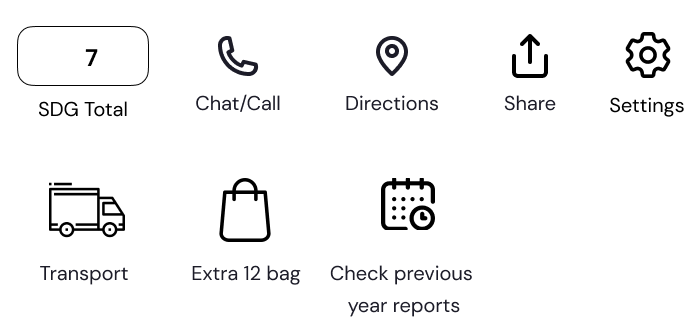 7
SDG Total
Chat/Call
Directions
Share
Settings
Transport
Extra 12 bag
Check previous
year reports